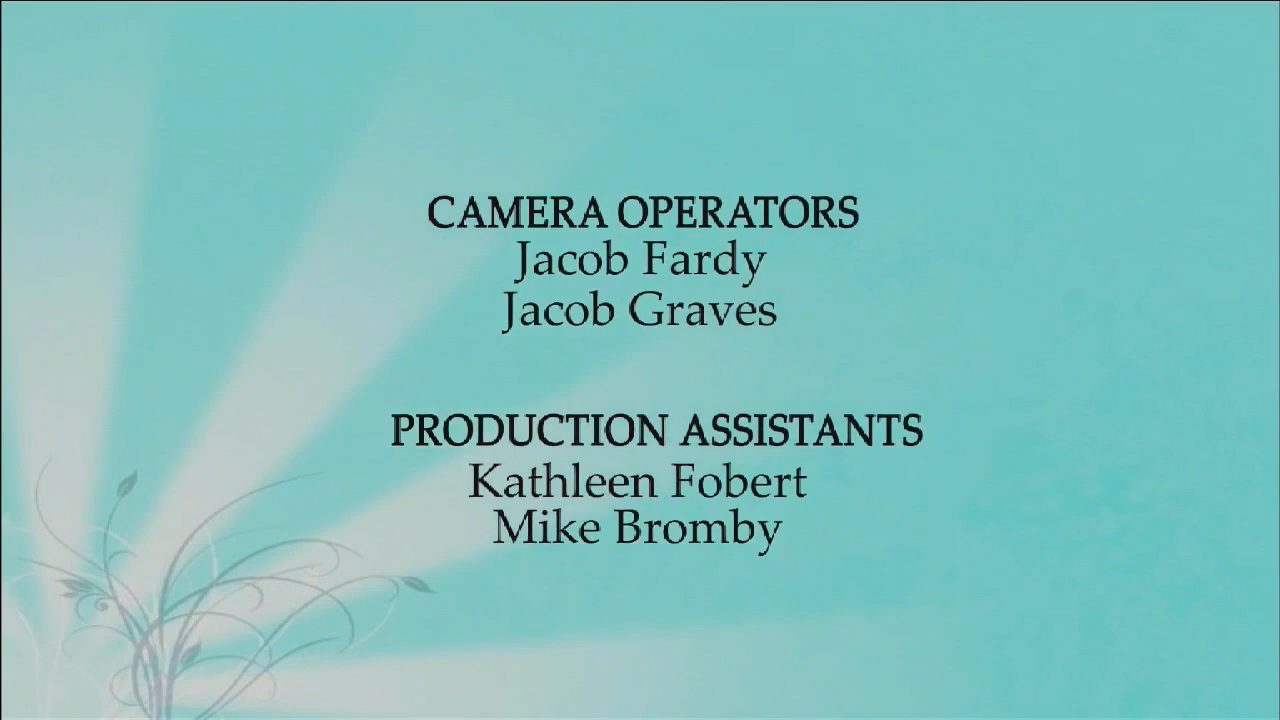 CAMERA OPERATORS
Jacob Fardy
Jacob Graves
PRODUCTION ASSISTANTS
Kathleen Fobert
Mike Bromby